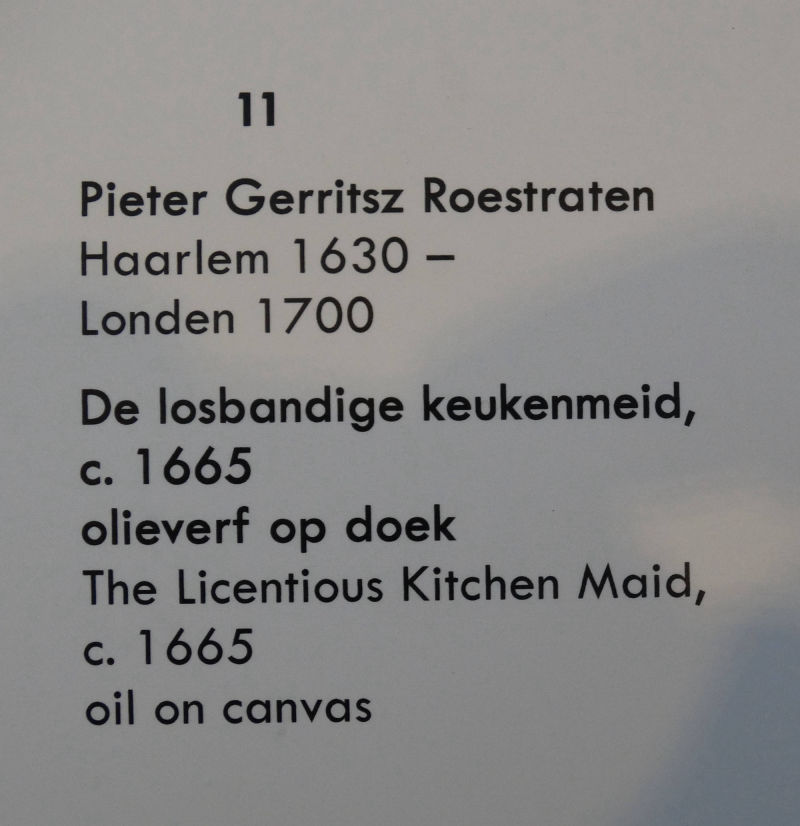 11
Pieter Gerritsz Roestraten
Haarlem 1630 –
Londen 1700
De losbandige keukenmeid,
c. 1665
olieverf op doek
The Licentious Kitchen Maid,
c. 1665
oil on canvas